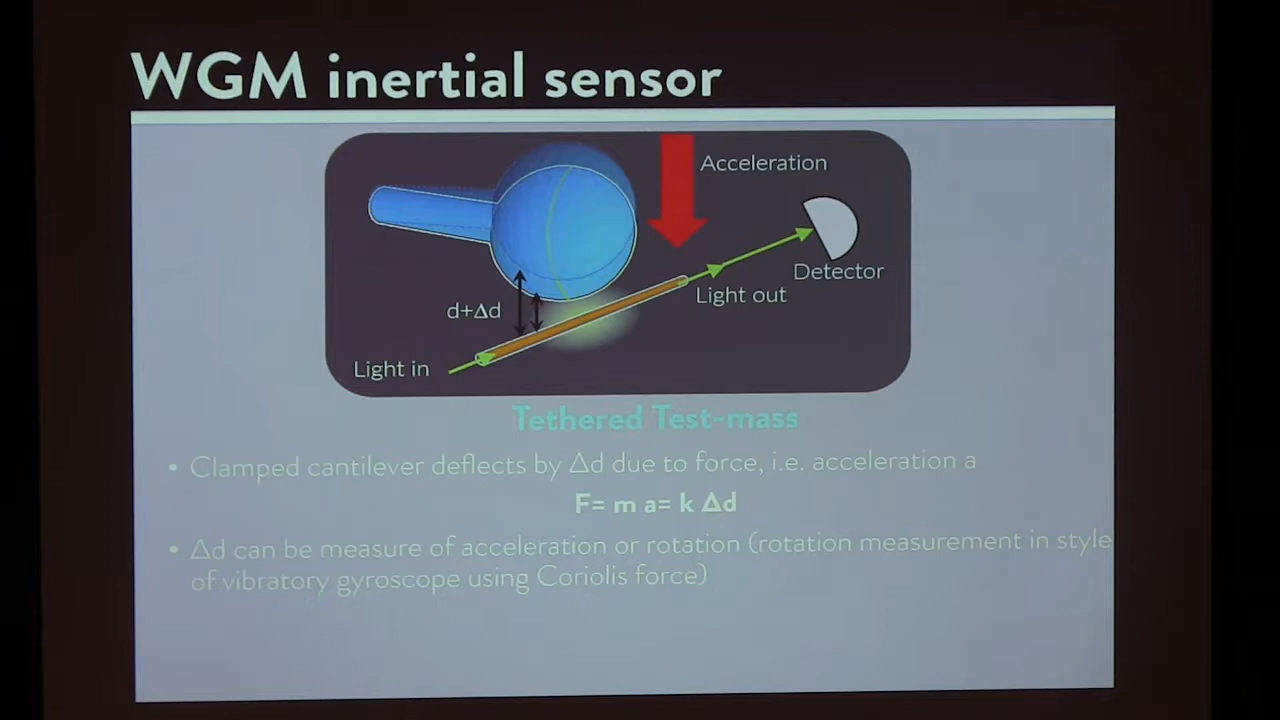 WGM inertial sensor
Acceleration
Detector
Light out
d+Δd
Light in
Tethered Test-mass
• Clamped cantilever deflects by Δd due to force, i.e. acceleration a
F= m a= k Δd
• Δd can be measure of acceleration or rotation (rotation measurement in style
of vibratory gyroscope using Coriolis force)